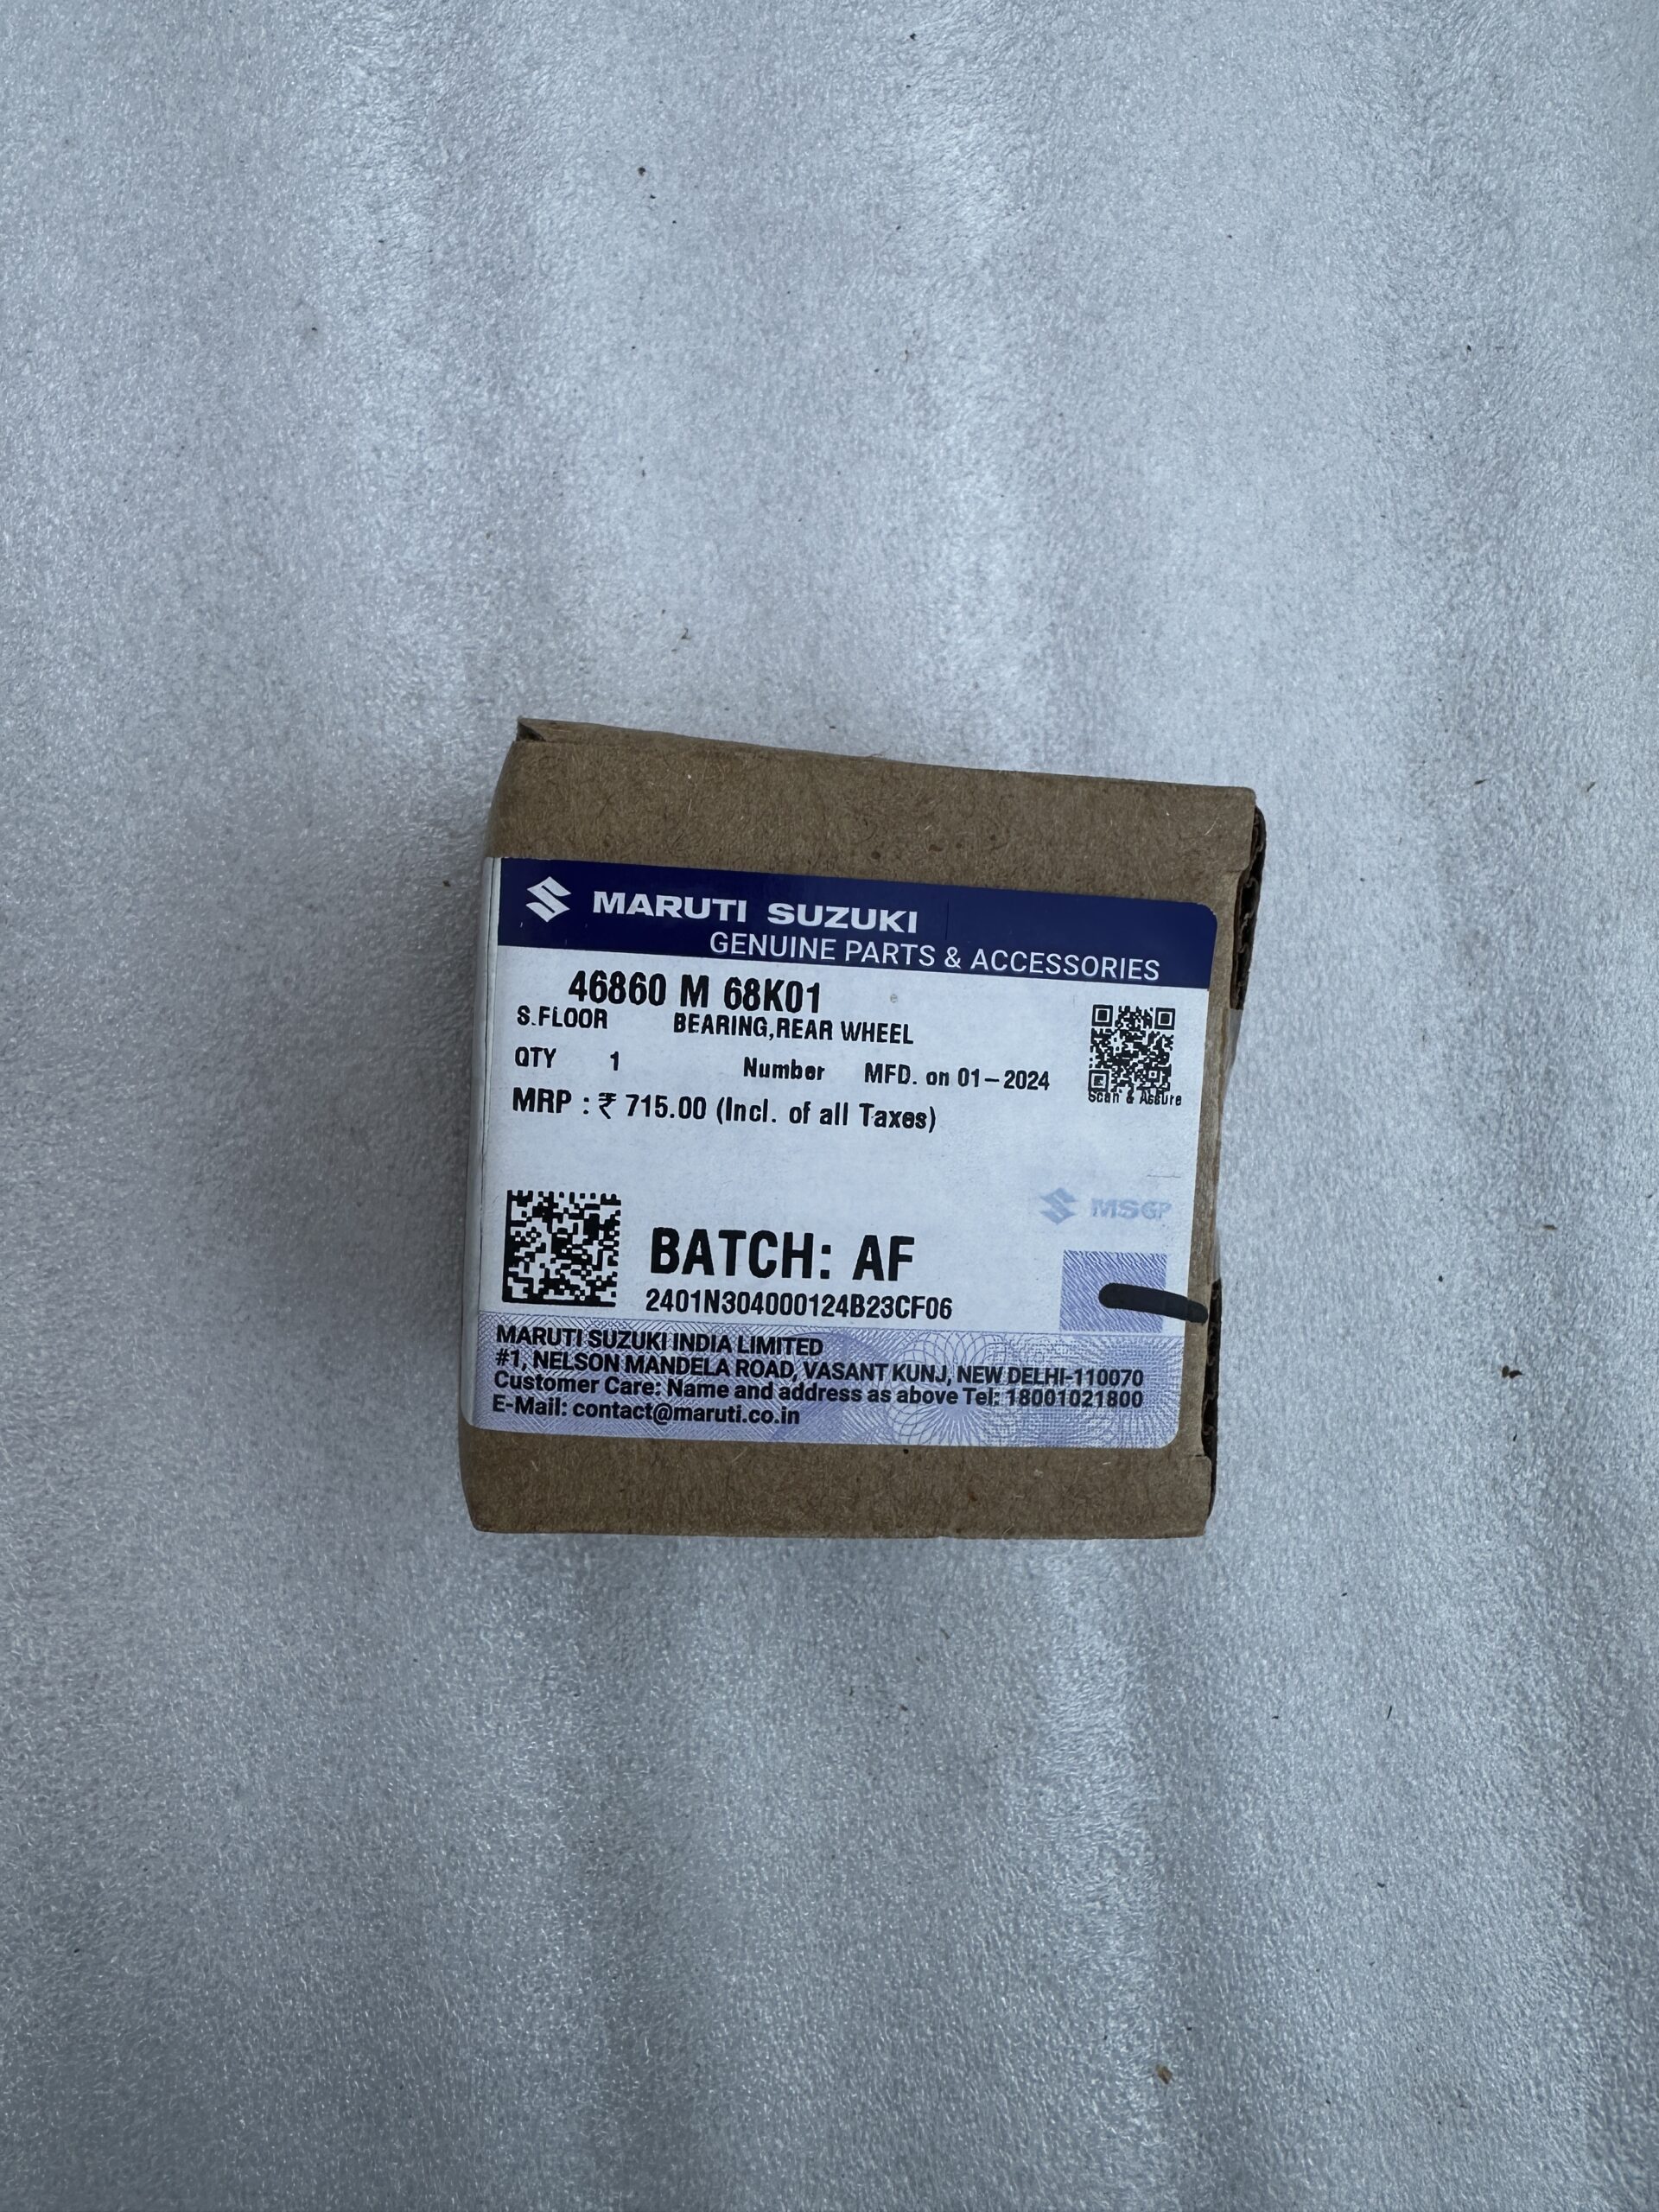 MARUTI SUZUKI
GENUINE PARTS & ACCESSORIES
46860 M 68K01
S.FLOOR BEARING,REAR WHEEL
QTY 1 Number MFD. on 01-2024
Scan & Assure
MRP : ₹ 715.00 (Incl. of all Taxes)
MSGP
BATCH: AF
2401N304000124B23CF06
MARUTI SUZUKI INDIA LIMITED
#1, NELSON MANDELA ROAD, VASANT KUNJ, NEW DELHI-110070
Customer Care: Name and address as above Tel: 18001021800
E-Mail: contact@maruti.co.in